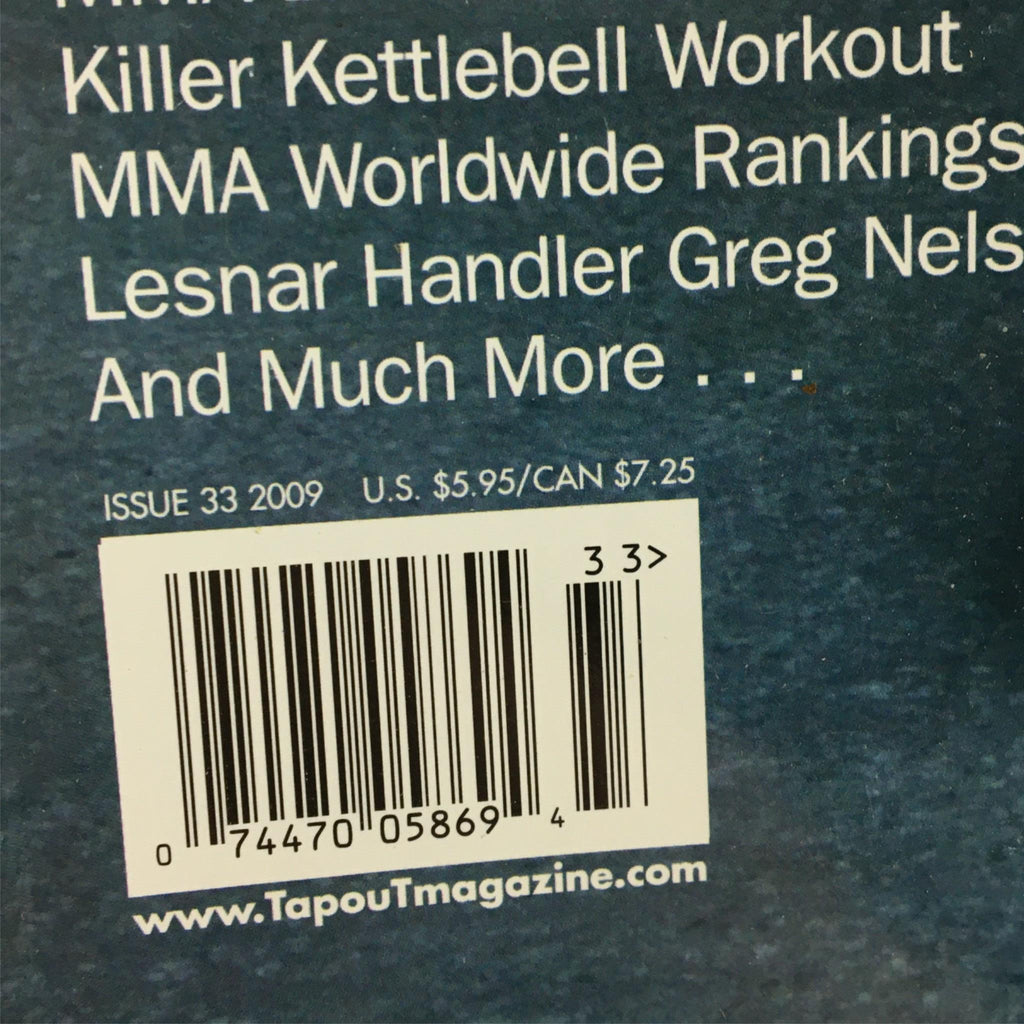 Killer Kettlebell Workout
MMA Worldwide Rankings
Lesnar Handler Greg Nels
And Much More . . .
ISSUE 33 2009 U.S. $5.95/CAN $7.25
3 3>
0 74470 05869 4
www.TapouTmagazine.com